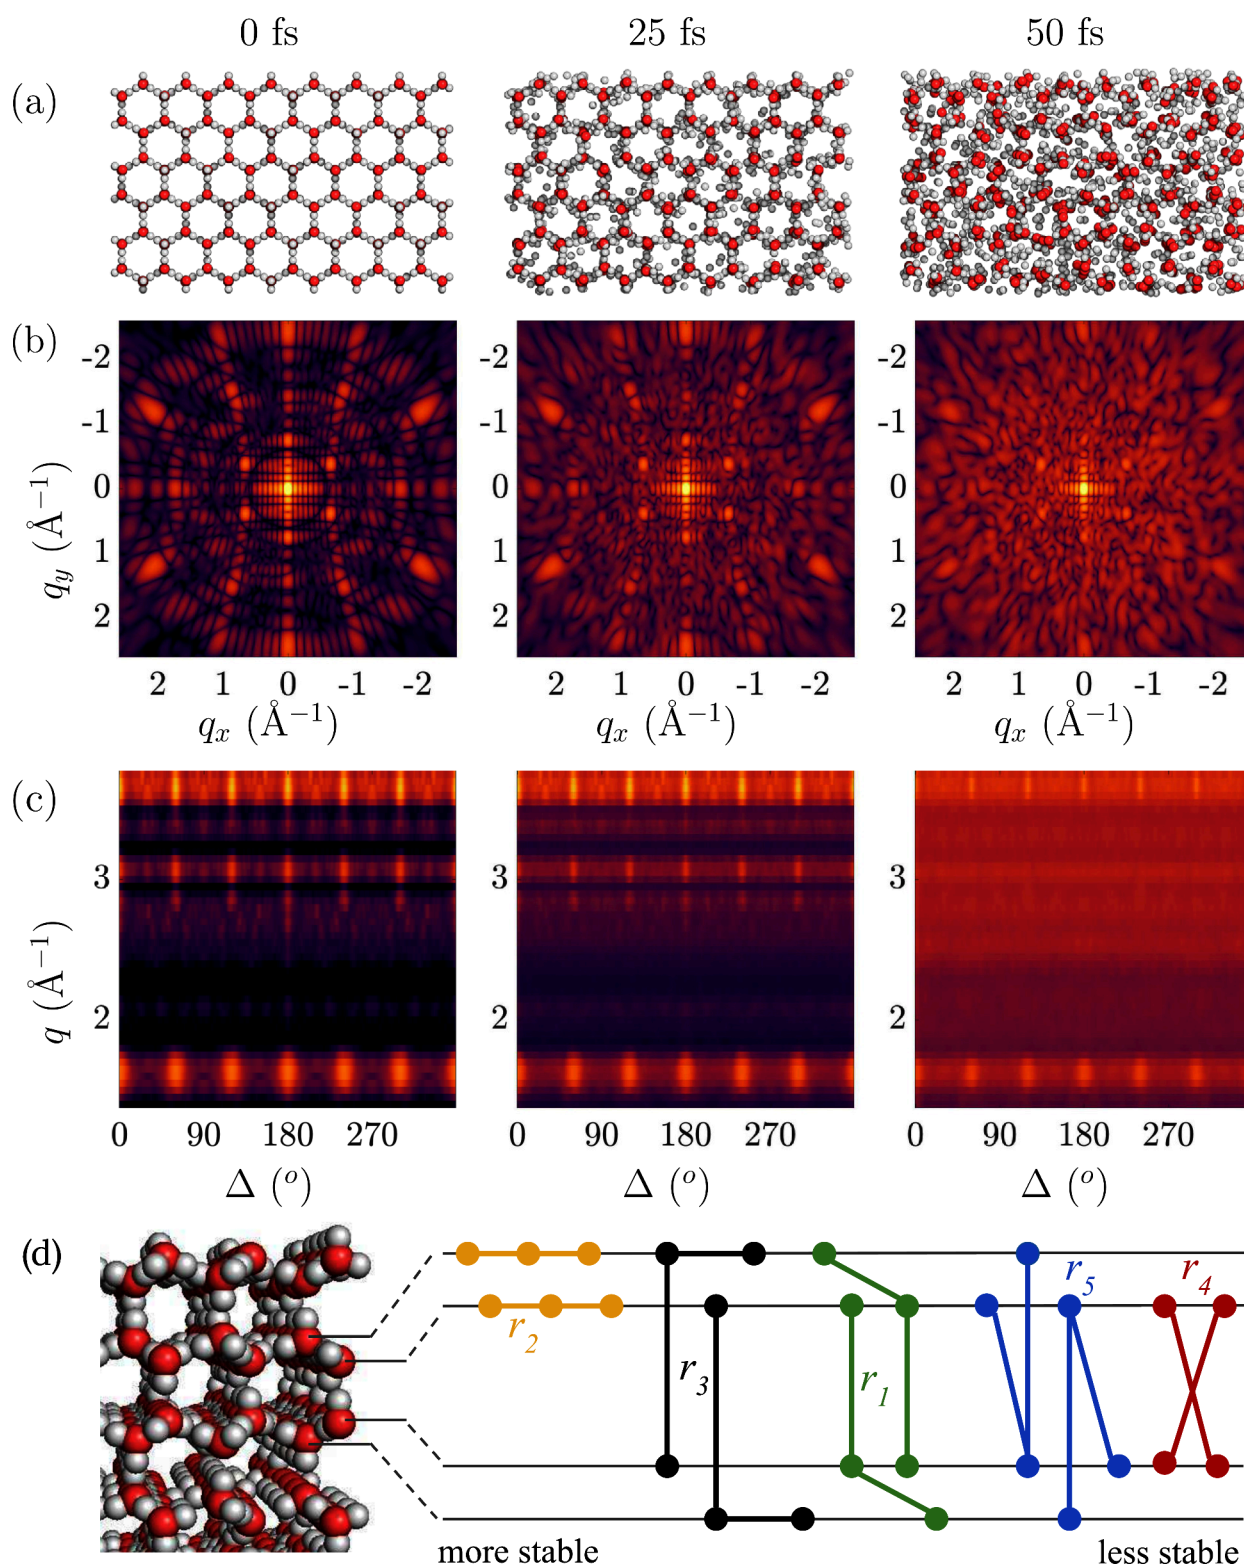 0 fs 25 fs 50 fs
(a)
(b)
-2 -2 -2
-1 -1 -1
0 0 0
1 1 1
2 2 2
q_y (Å⁻¹)
2 1 0 -1 -2 2 1 0 -1 -2 2 1 0 -1 -2
q_x (Å⁻¹) q_x (Å⁻¹) q_x (Å⁻¹)
(c)
3 3 3
2 2 2
q (Å⁻¹)
0 90 180 270 0 90 180 270 0 90 180 270
Δ (°) Δ (°) Δ (°)
(d)
r_5 r_4
r_2
r_3 r_1
more stable less stable